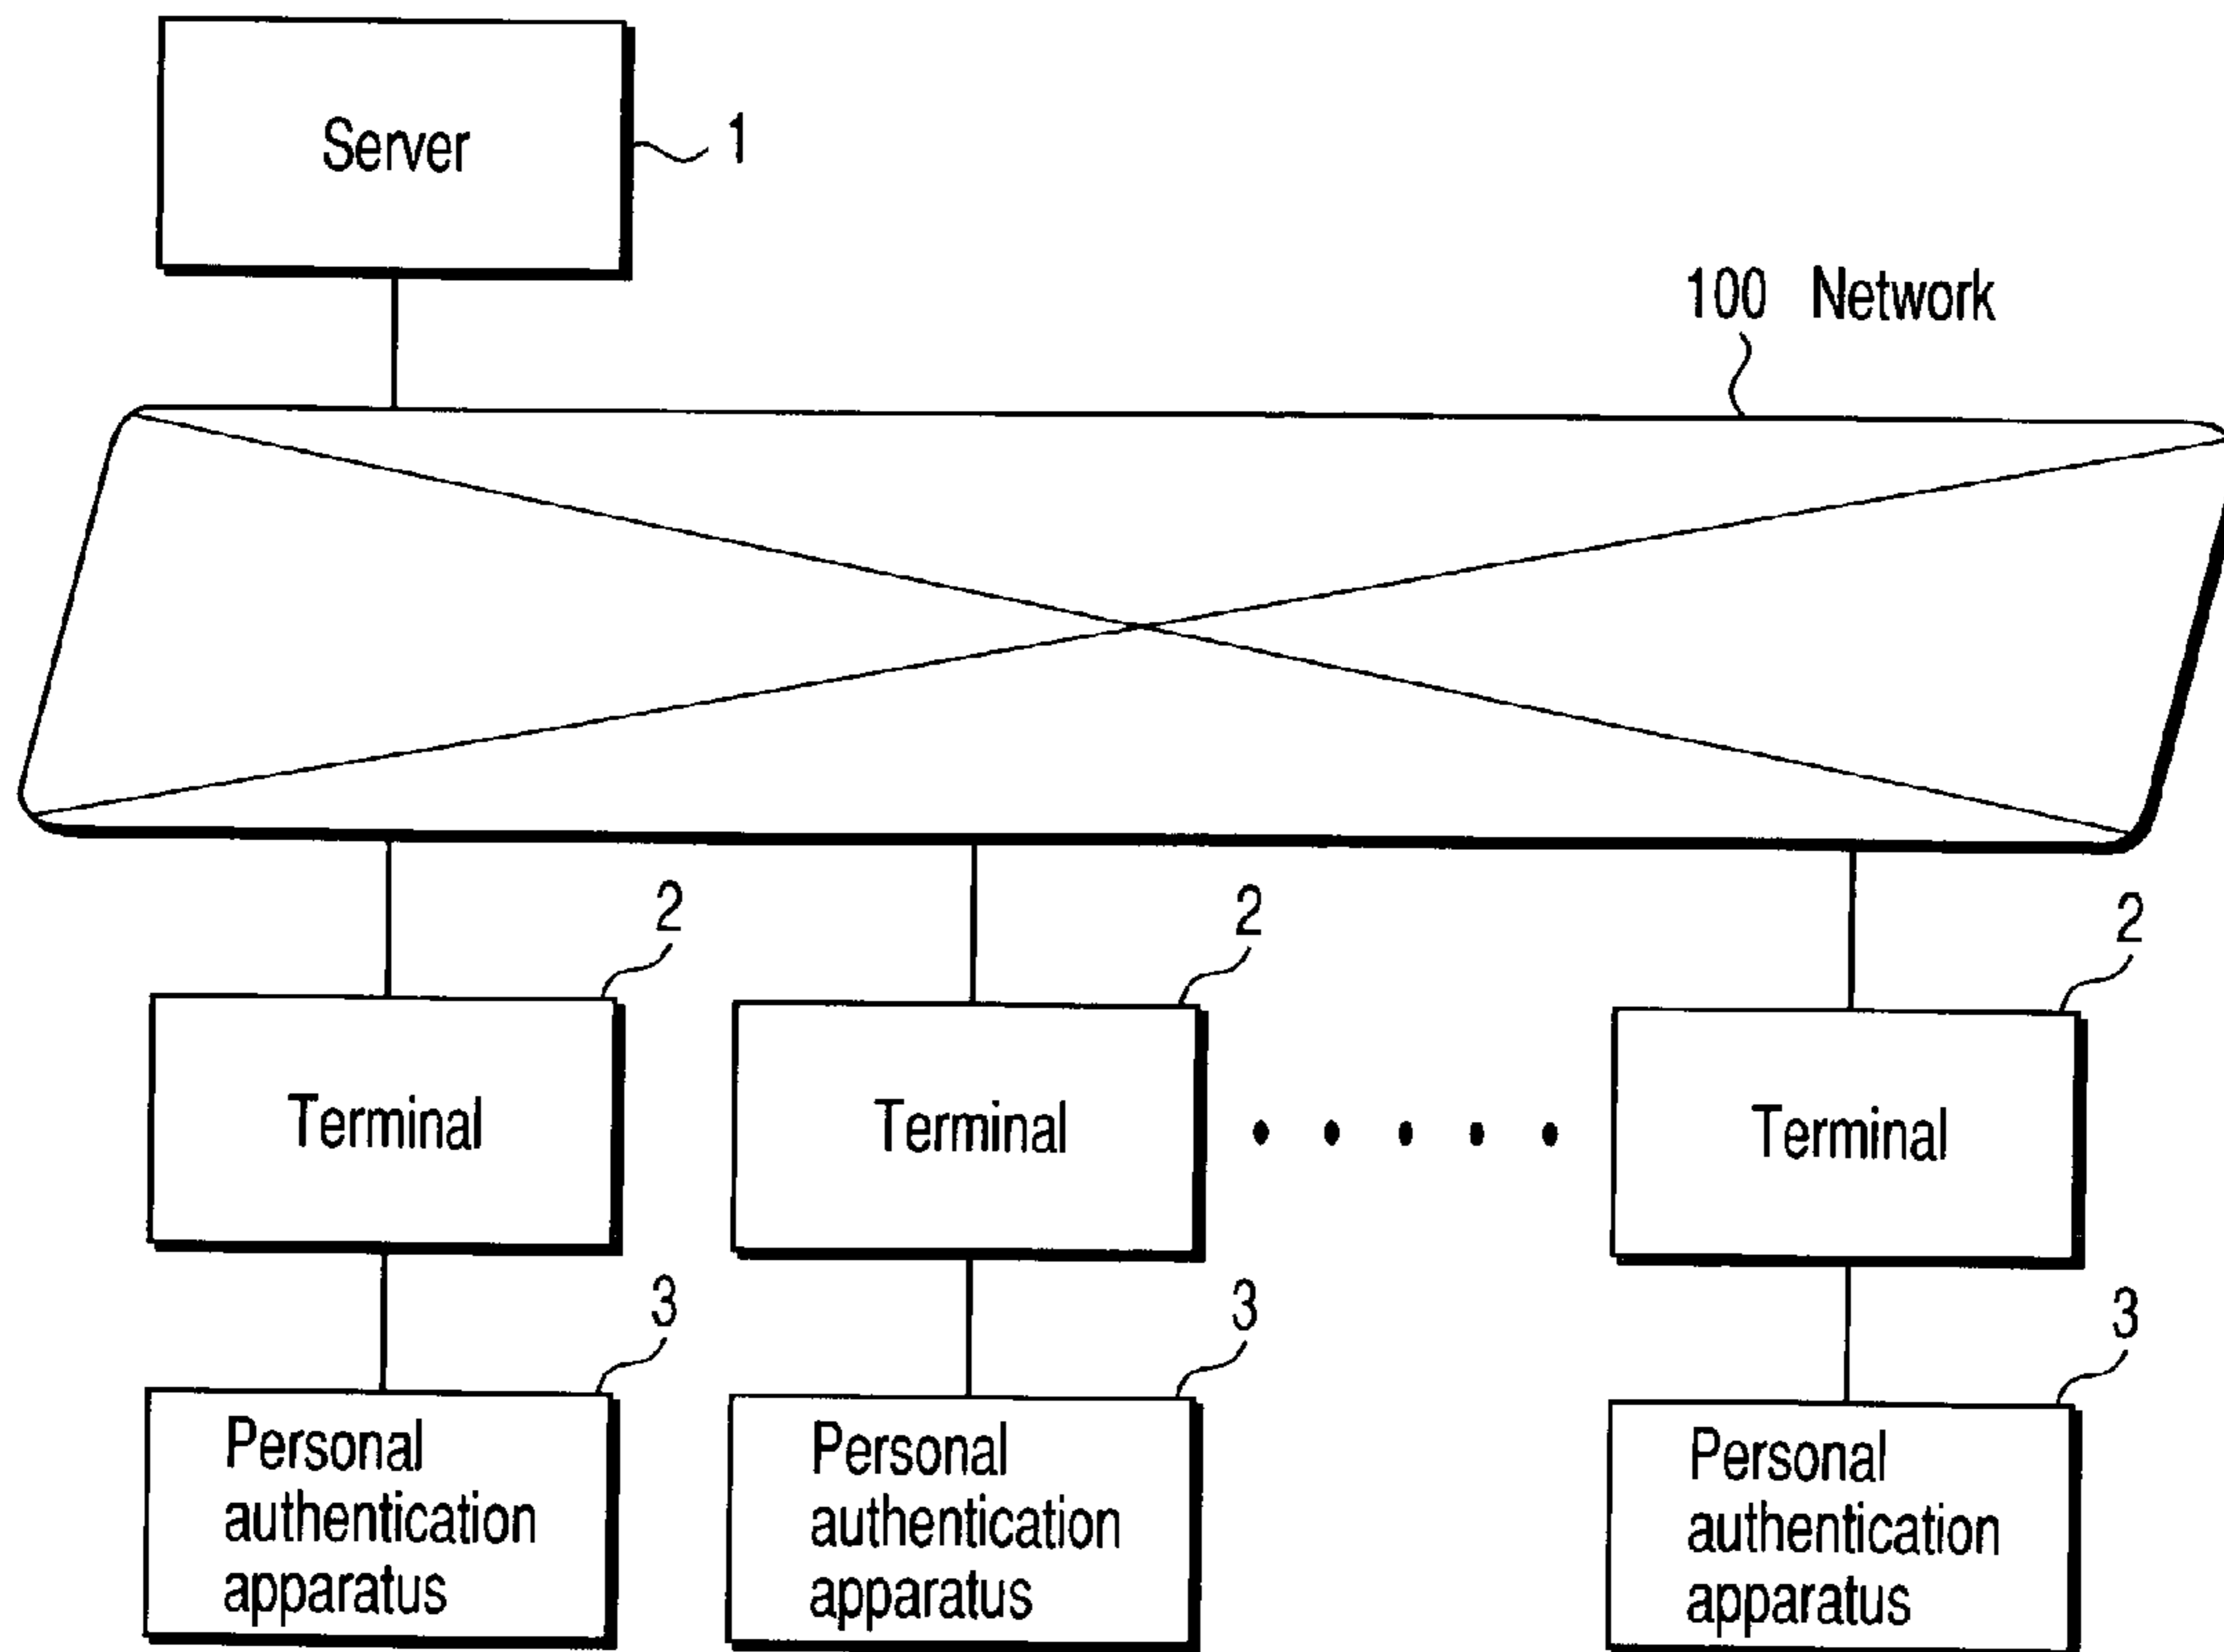 Server
1
100 Network
2
2
2
Terminal
Terminal
Terminal
3
3
3
Personal
authentication
apparatus
Personal
authentication
apparatus
Personal
authentication
apparatus